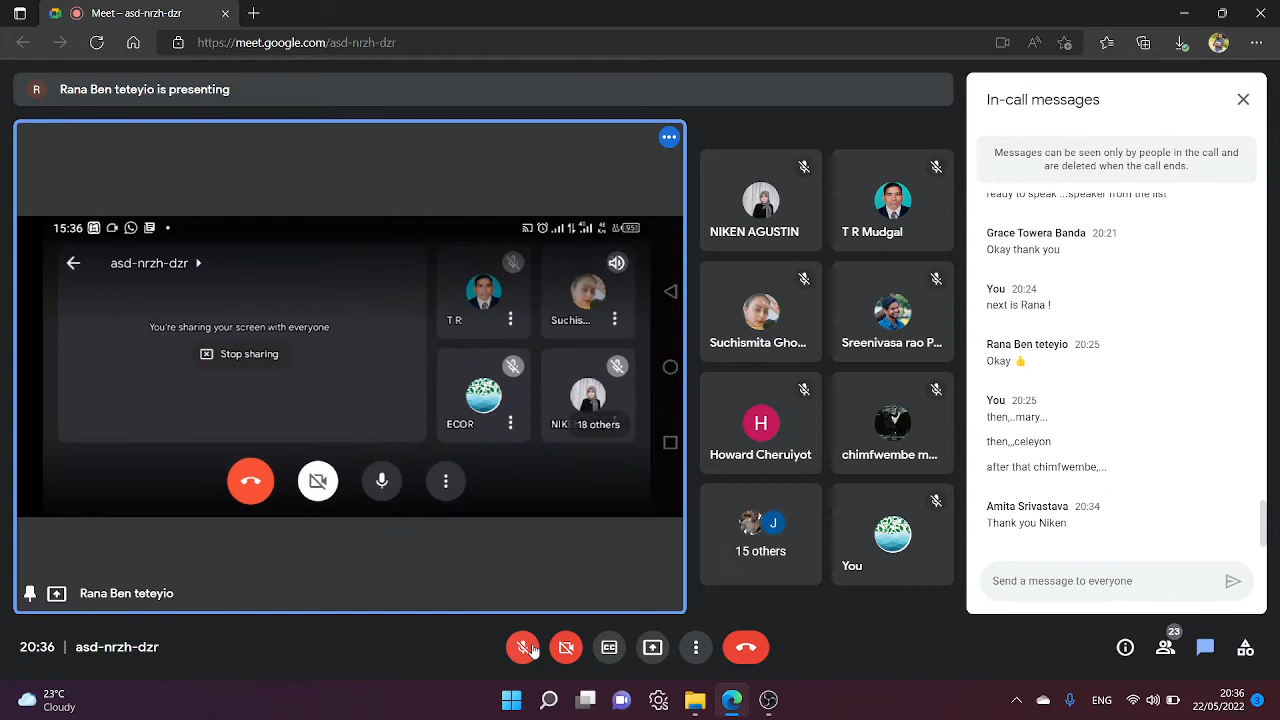 Meet – asd-nrzh-dzr
https://meet.google.com/asd-nrzh-dzr
R
Rana Ben teteyio is presenting
15:36
asd-nrzh-dzr
You're sharing your screen with everyone
Stop sharing
T R
Suchis...
ECOR
NIK
18 others
Rana Ben teteyio
NIKEN AGUSTIN
T R Mudgal
Suchismita Gho...
Sreenivasa rao P...
H
Howard Cheruiyot
chimfwembe m...
J
15 others
You
In-call messages
Messages can be seen only by people in the call and
are deleted when the call ends.
ready to speak ...speaker from the list
Grace Towera Banda 20:21
Okay thank you
You 20:24
next is Rana !
Rana Ben teteyio 20:25
Okay 👍
You 20:25
then,..mary...
then,,,celeyon
after that chimfwembe,...
Amita Srivastava 20:34
Thank you Niken
Send a message to everyone
20:36 | asd-nrzh-dzr
CC
23
23°C
Cloudy
ENG
20:36
22/05/2022
3